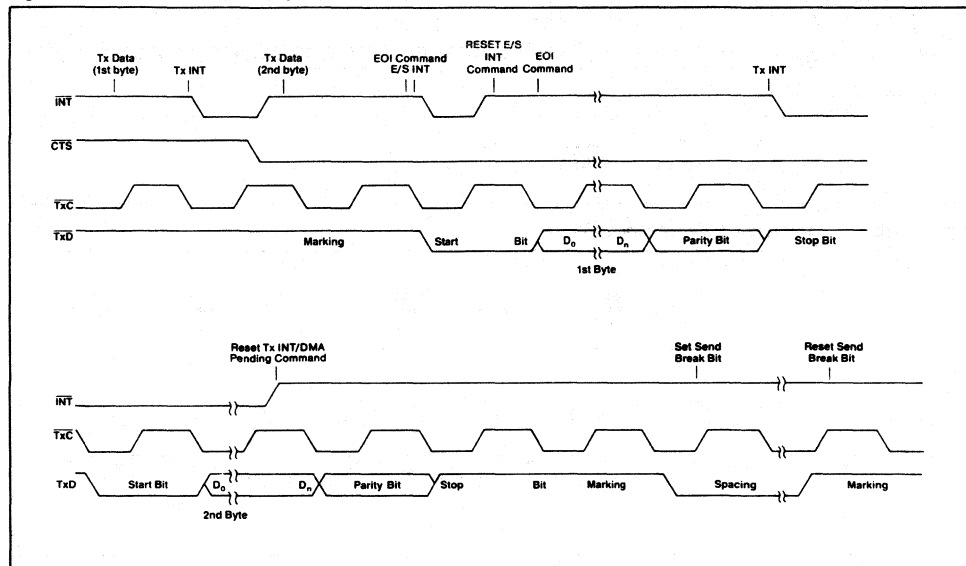 Tx Data
(1st byte)
Tx INT
Tx Data
(2nd byte)
EOI Command
E/S INT
RESET E/S
INT
Command
EOI
Command
Tx INT
INT
CTS
TxC
TxD
Marking
Start
Bit
D0
Dn
Parity Bit
Stop Bit
1st Byte
Reset Tx INT/DMA
Pending Command
Set Send
Break Bit
Reset Send
Break Bit
INT
TxC
TxD
Start Bit
D0
Dn
Parity Bit
Stop
Bit
Marking
Spacing
Marking
2nd Byte